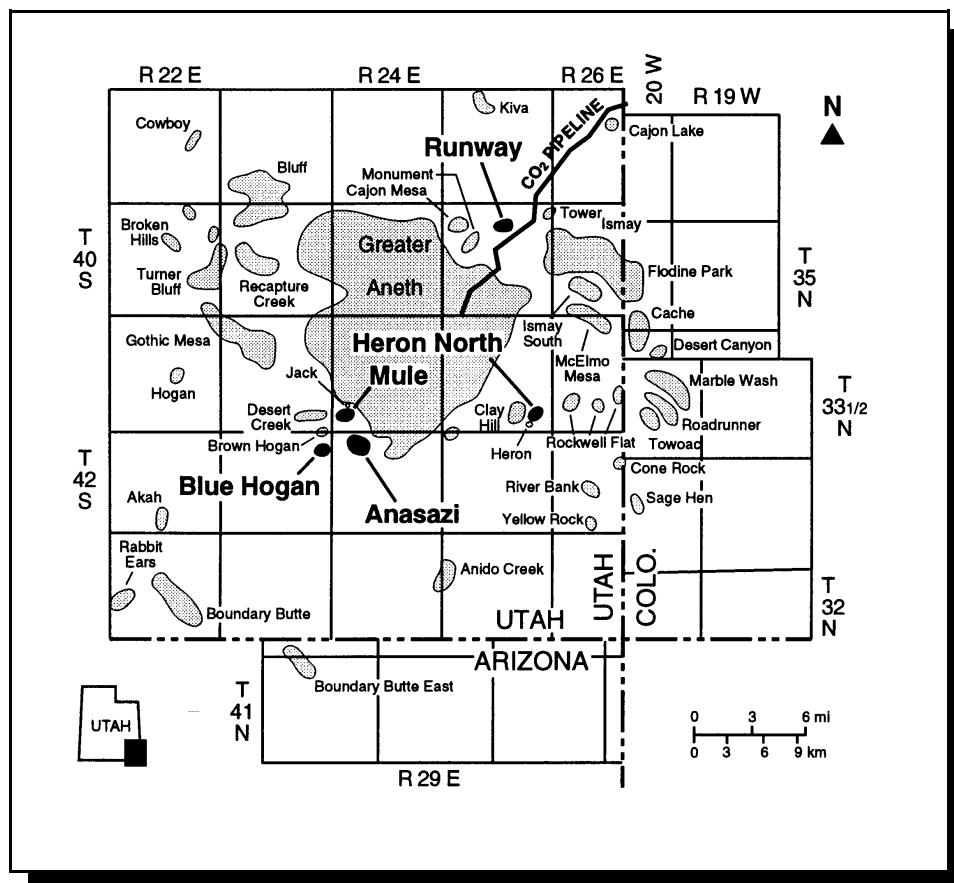 R 22 E
R 24 E
R 26 E
20 W
R 19 W
N
Kiva
Cowboy
CO2 PIPELINE
Cajon Lake
Runway
Bluff
Monument
Cajon Mesa
Tower
Ismay
Broken
Hills
Greater
Aneth
T
40
S
T
35
N
Turner
Bluff
Recapture
Creek
Flodine Park
Cache
Ismay
South
Gothic Mesa
Heron North
Desert Canyon
McElmo
Mesa
Jack
Mule
Marble Wash
Hogan
T
33 1/2
N
Desert
Creek
Clay
Hill
Roadrunner
Brown Hogan
Heron
Rockwell Flat
Towoac
T
42
S
Cone Rock
Blue Hogan
River Bank
Sage Hen
Akah
Anasazi
Yellow Rock
Rabbit
Ears
Anido Creek
UTAH
COLO.
T
32
N
Boundary Butte
UTAH
ARIZONA
Boundary Butte East
T
41
N
UTAH
0 3 6 mi
0 3 6 9 km
R 29 E